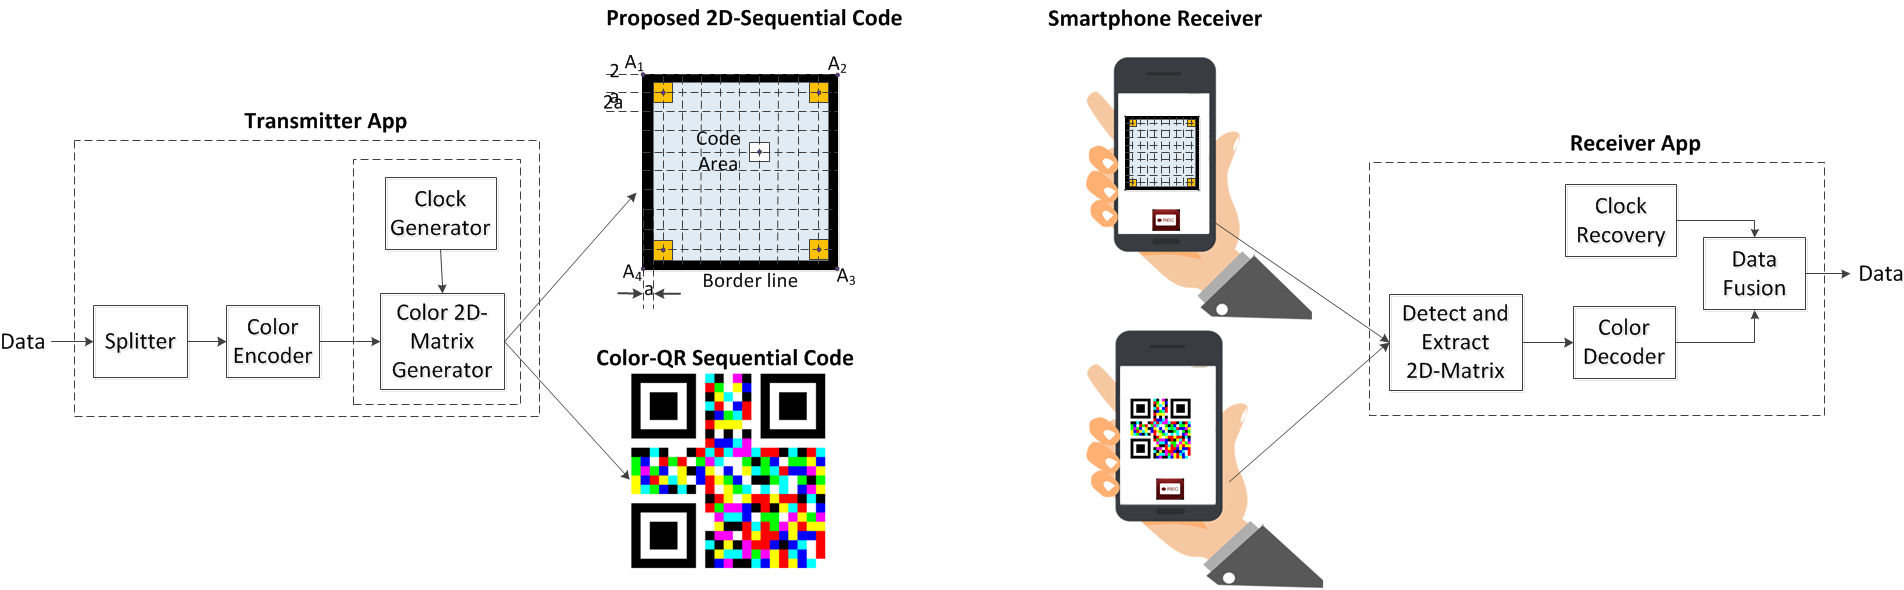 Proposed 2D-Sequential Code
Smartphone Receiver
A1
A2
2
a
2a
Code
Area
A4
A3
a
Border line
Transmitter App
Clock
Generator
Data
Splitter
Color
Encoder
Color 2D-
Matrix
Generator
Color-QR Sequential Code
REC
REC
Receiver App
Clock
Recovery
Data
Fusion
Data
Detect and
Extract
2D-Matrix
Color
Decoder